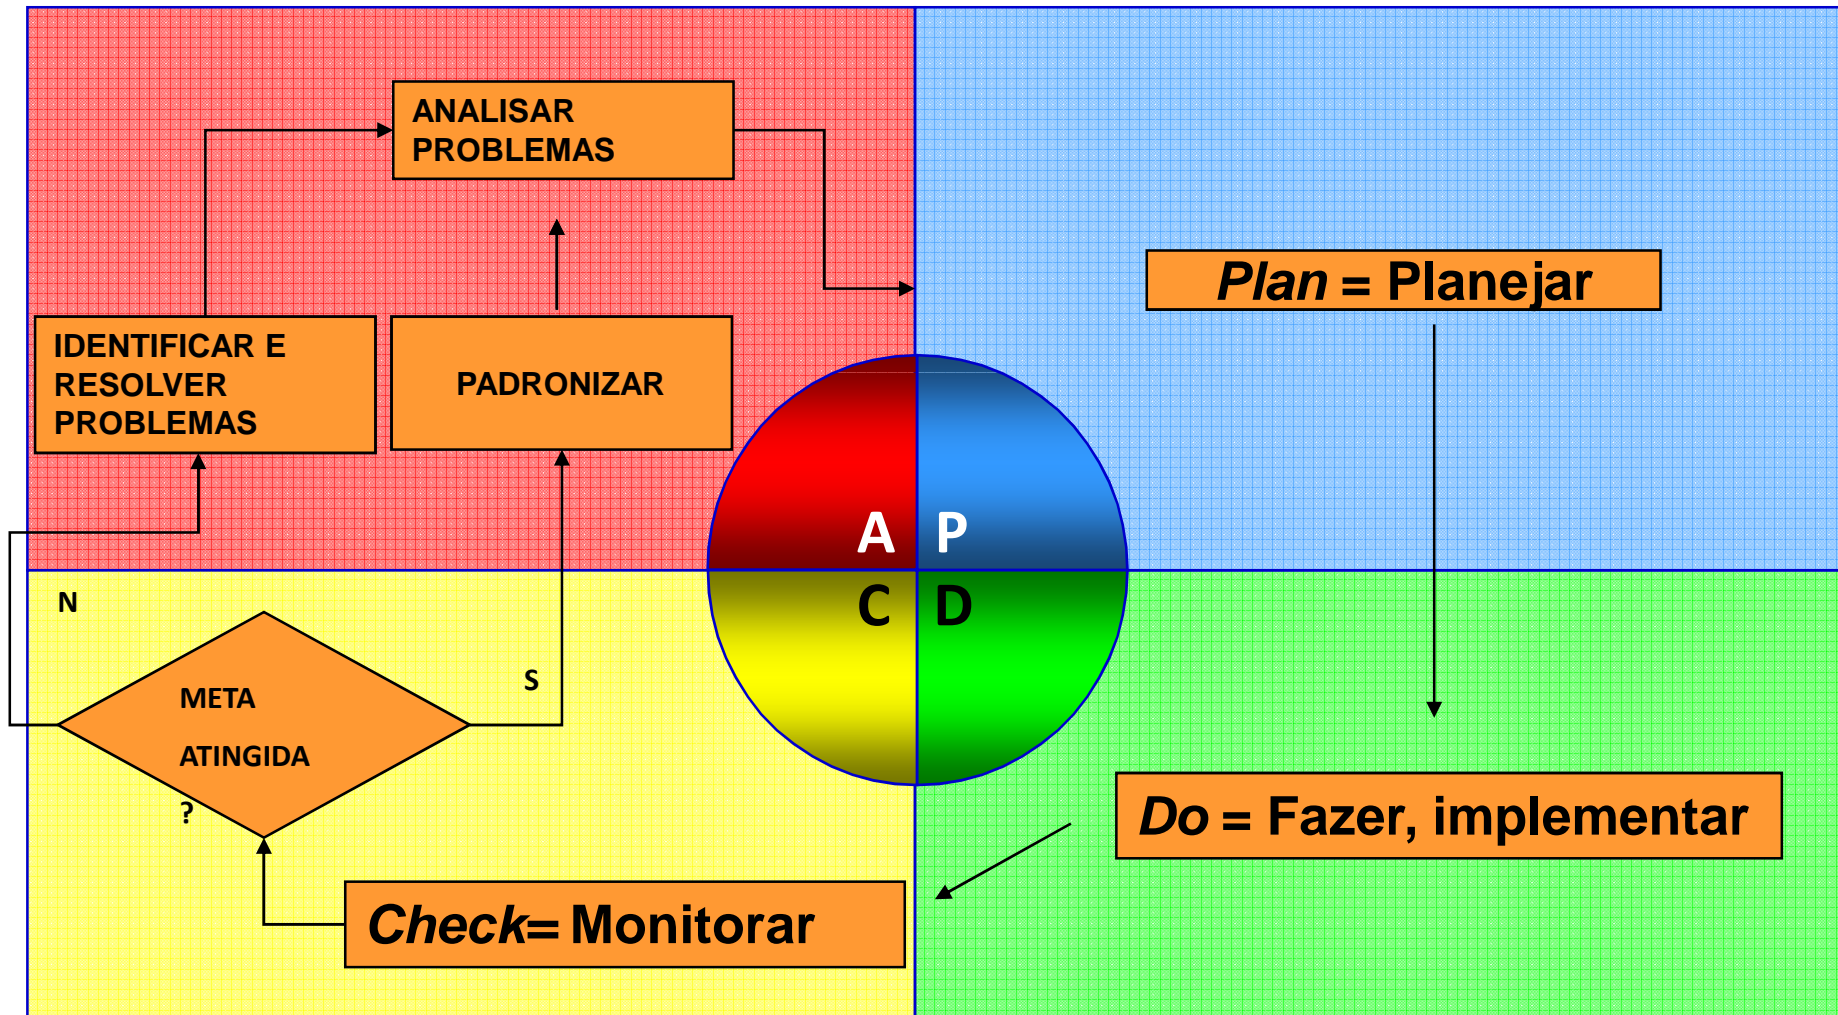 ANALISAR
PROBLEMAS
Plan = Planejar
IDENTIFICAR E
RESOLVER
PROBLEMAS
PADRONIZAR
A
P
C
D
N
S
META
ATINGIDA
?
Do = Fazer, implementar
Check= Monitorar